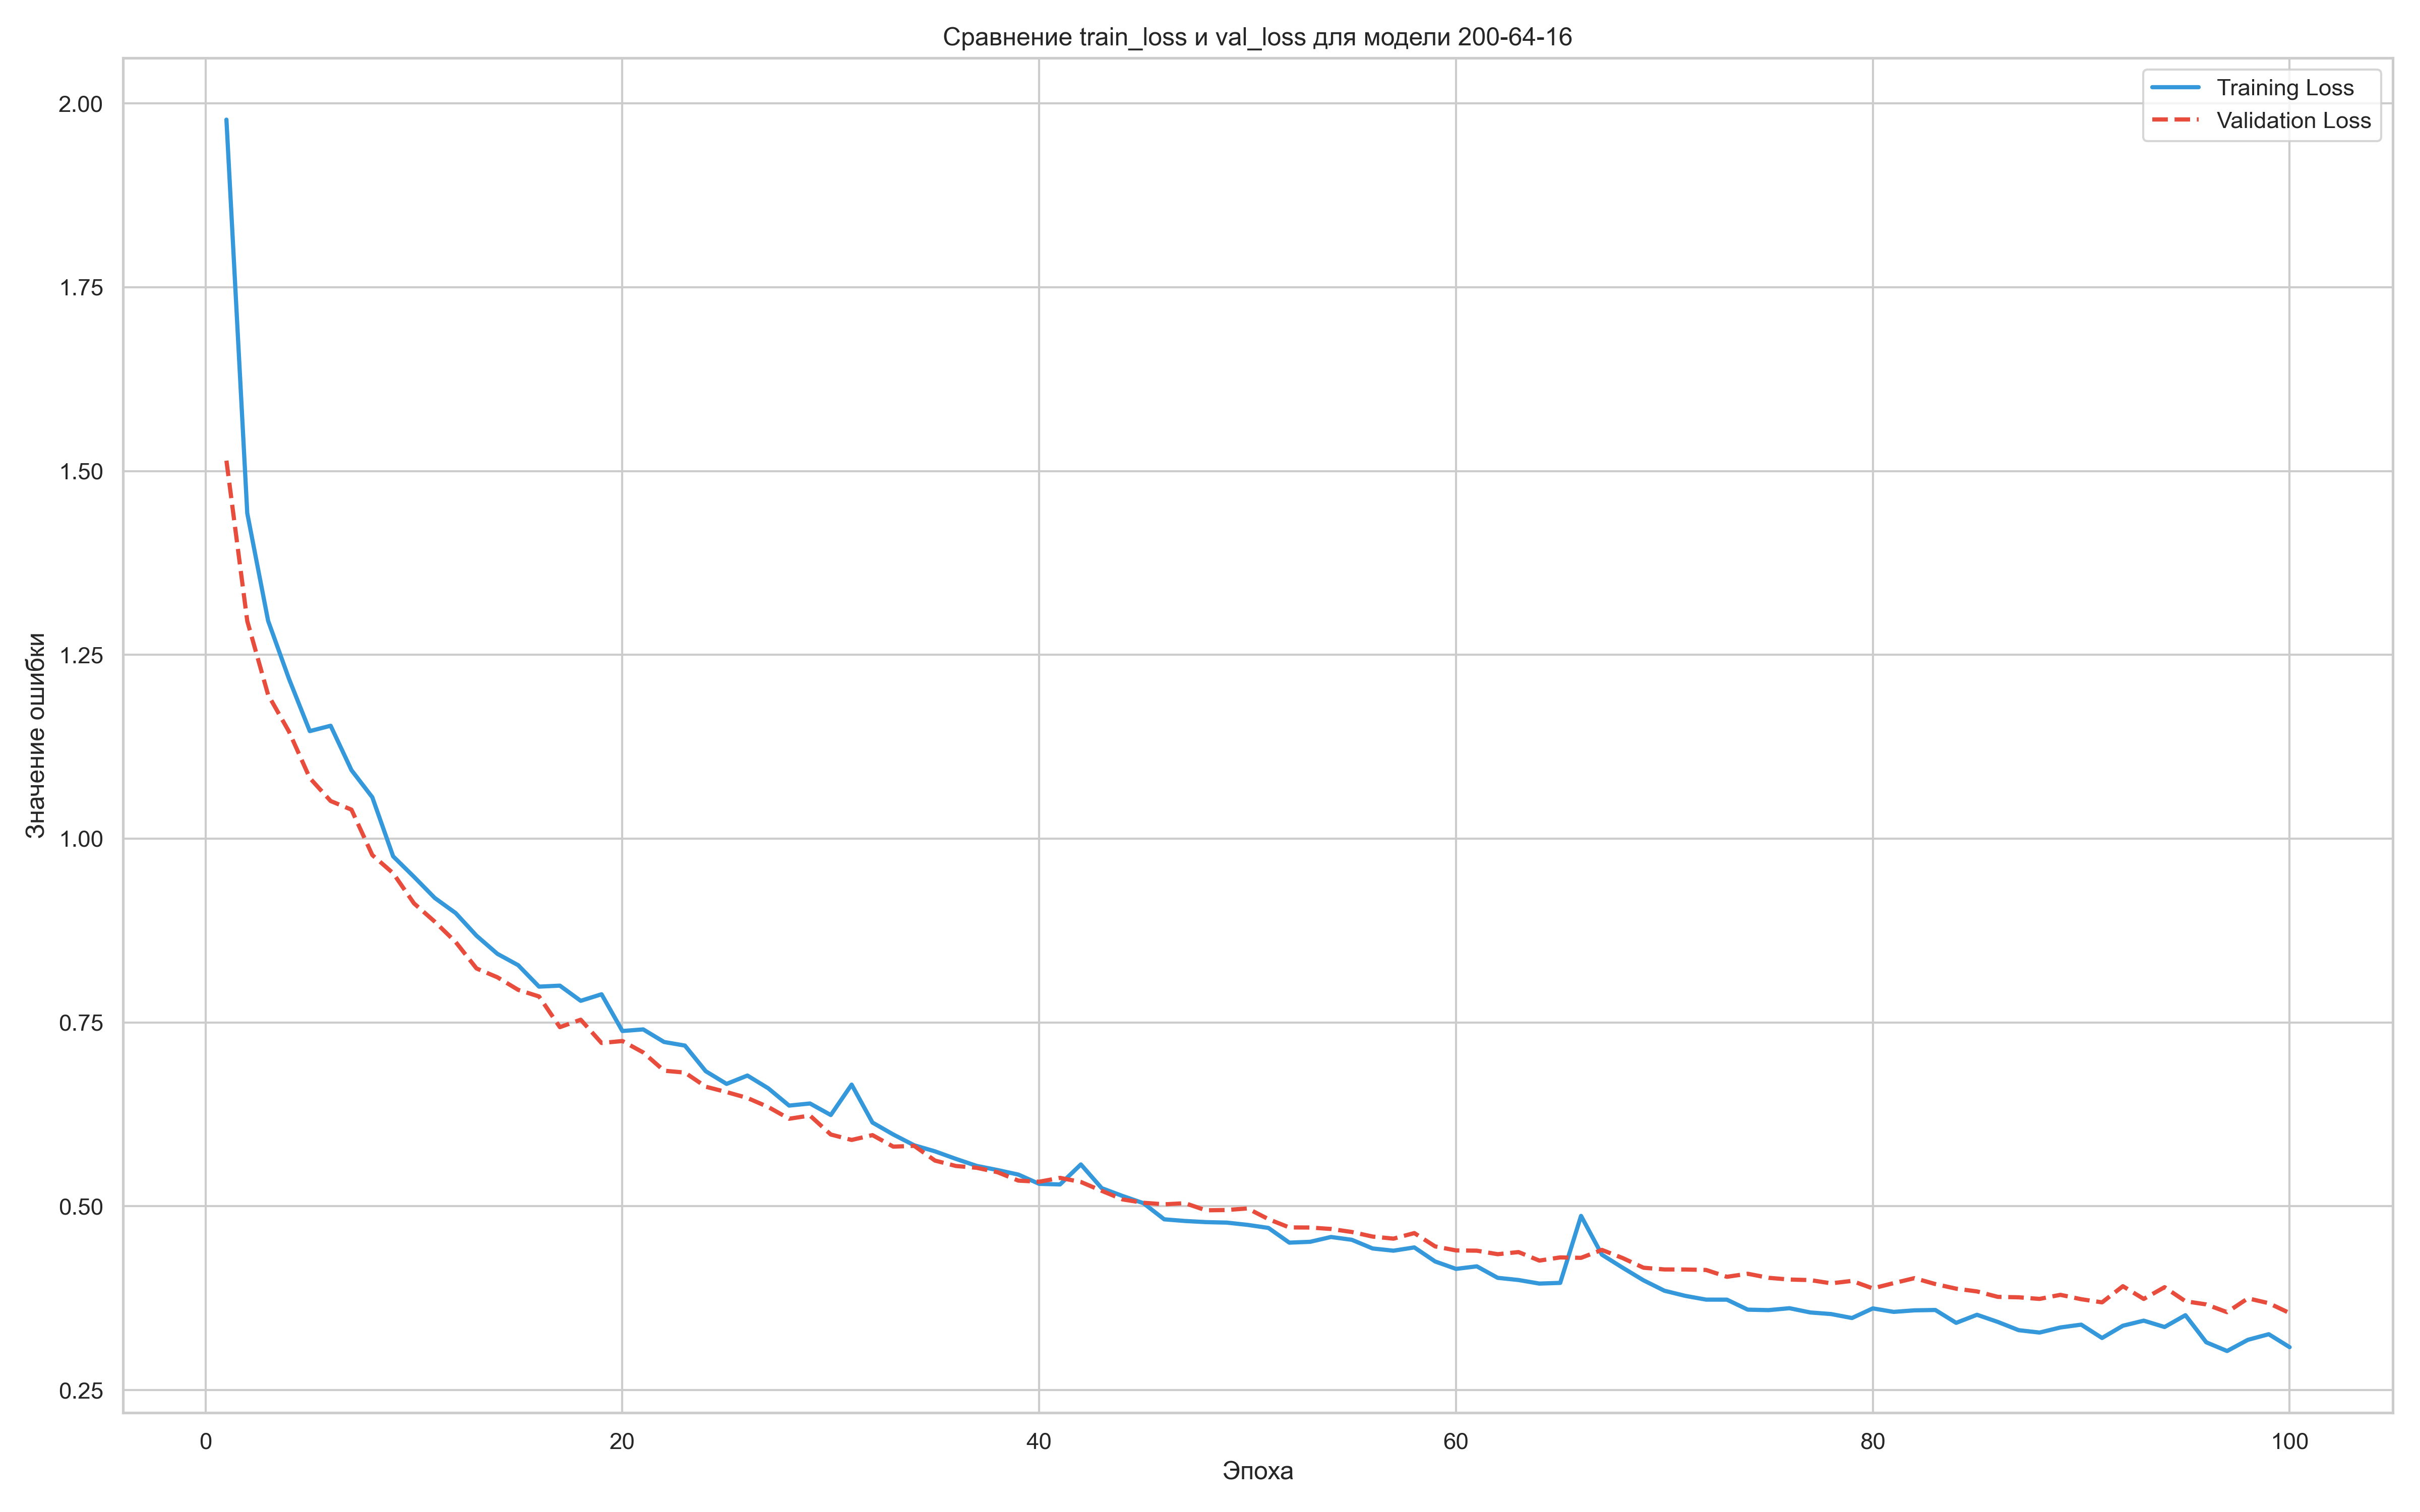 Сравнение train_loss и val_loss для модели 200-64-16
Training Loss
Validation Loss
Значение ошибки
2.00
1.75
1.50
1.25
1.00
0.75
0.50
0.25
0 20 40 60 80 100
Эпоха